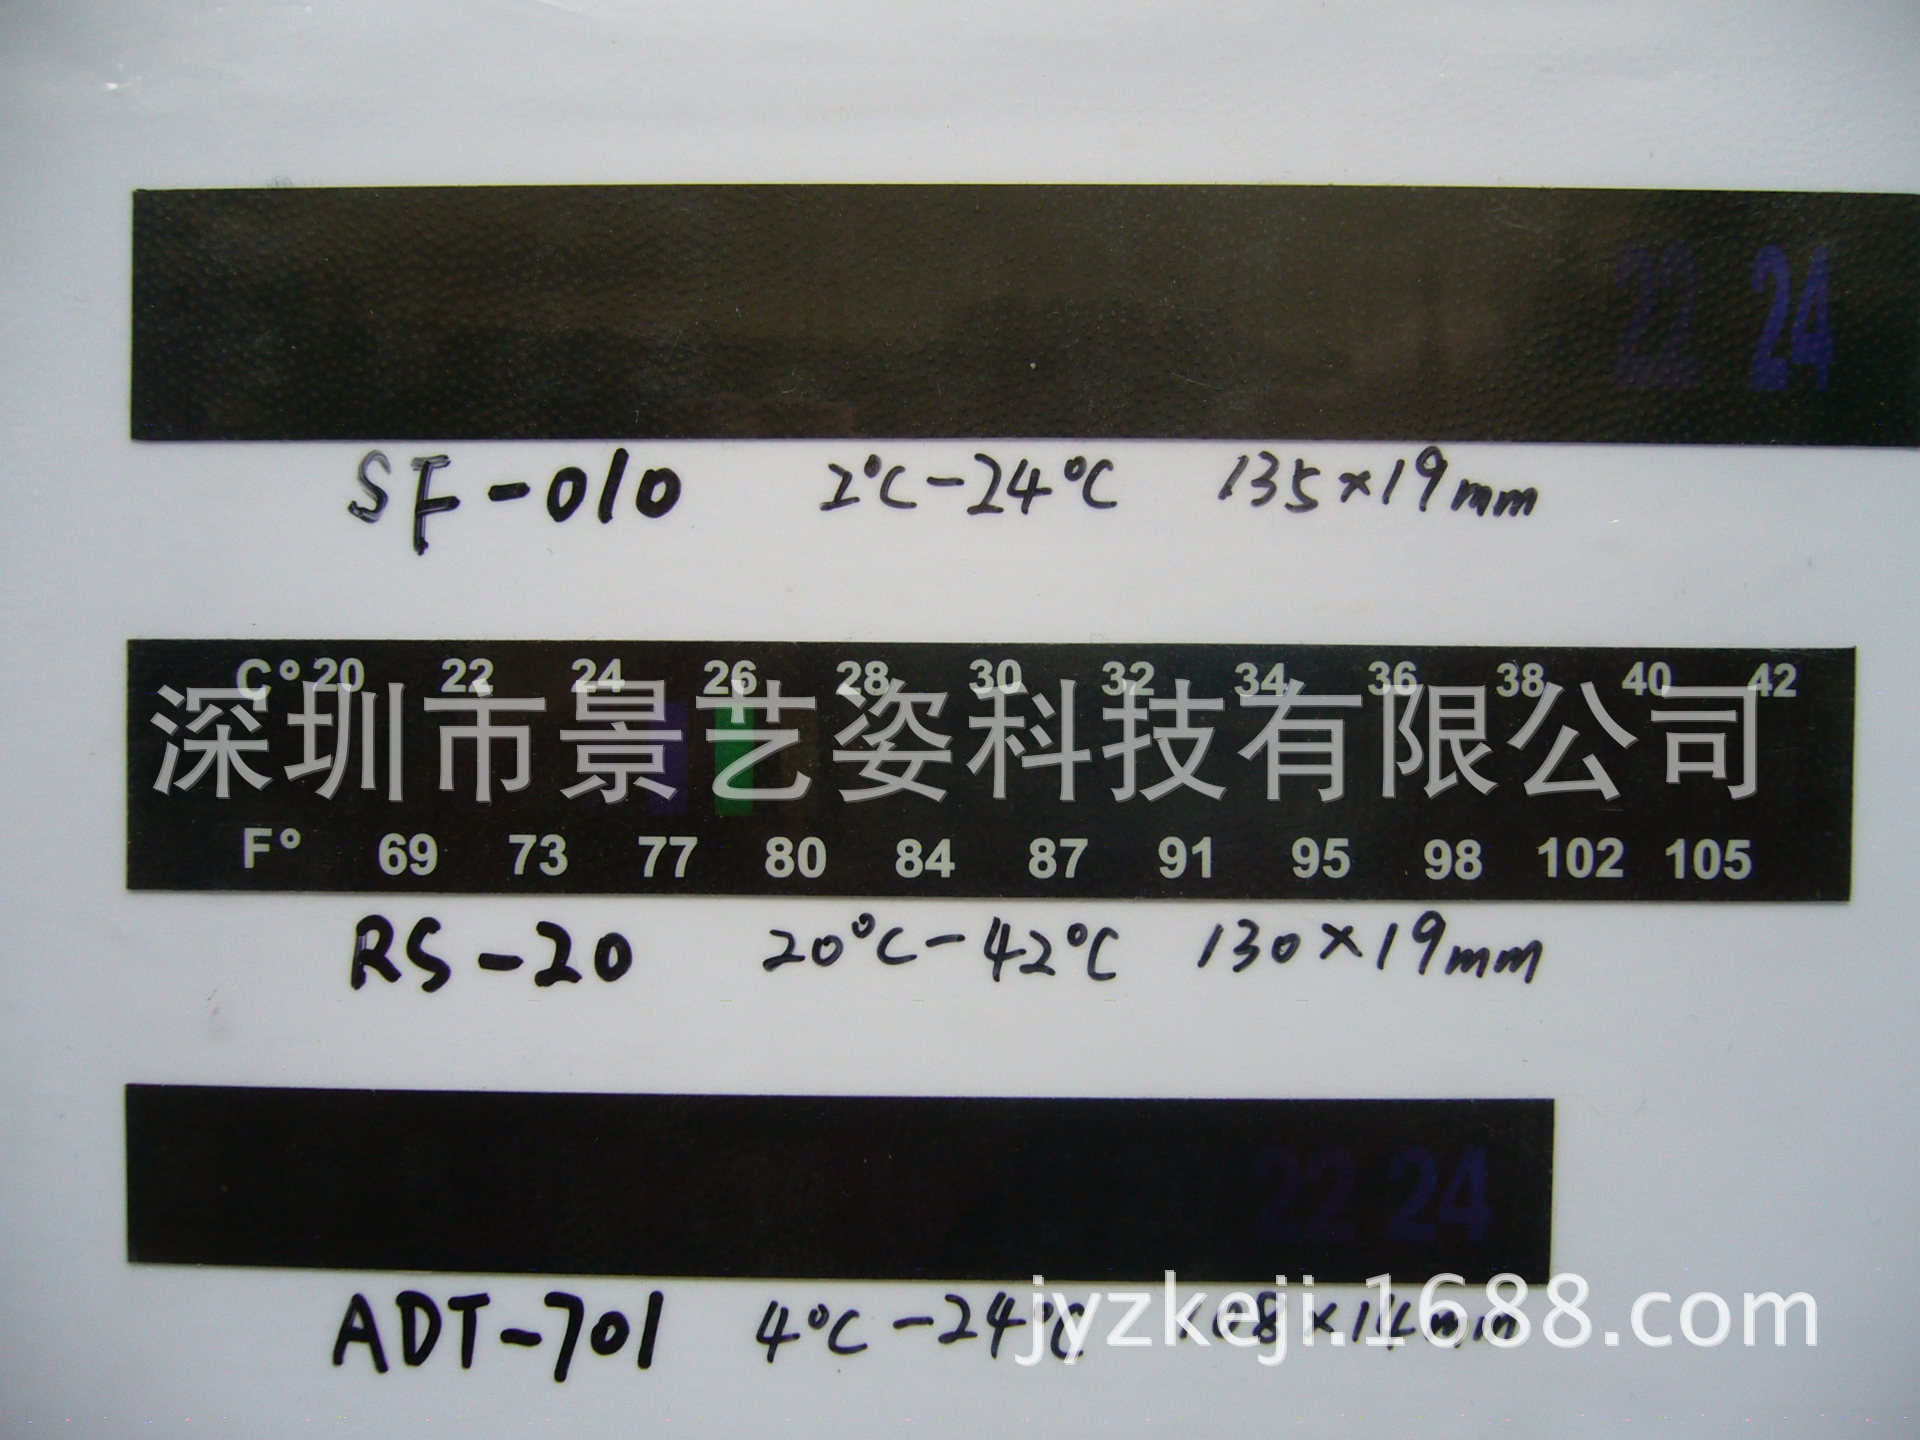 22 24
SF-010 2°C-24°C 135×19mm
C° 20 22 24 26 28 30 32 34 36 38 40 42
深圳市景艺姿科技有限公司
F° 69 73 77 80 84 87 91 95 98 102 105
RS-20 20°C-42°C 130×19mm
22 24
ADT-701 4°C-24°C 108×14mm
jyzkeji.1688.com